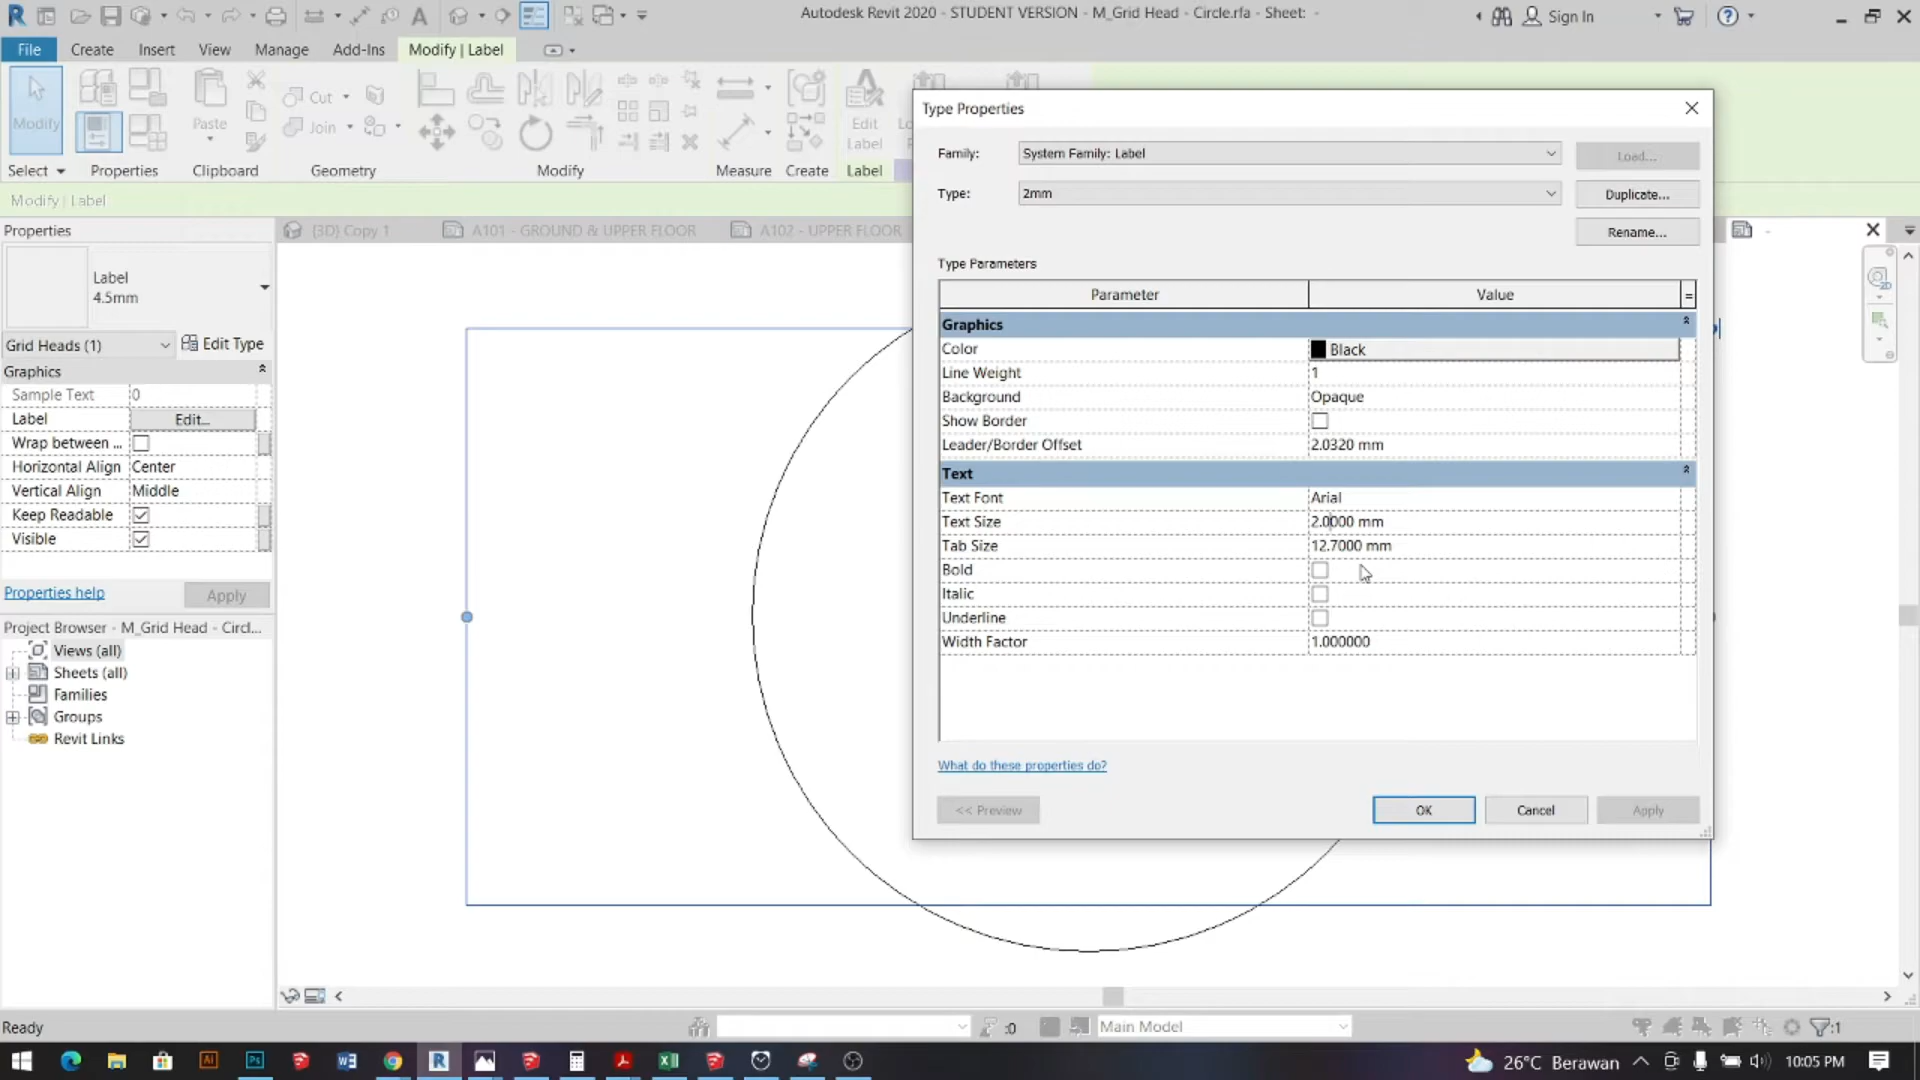 Autodesk Revit 2020 - STUDENT VERSION - M_Grid Head - Circle.rfa - Sheet: -
Sign In
File Create Insert View Manage Add-Ins Modify | Label
Modify
Paste
Cut
Join
Edit Label
Select Properties Clipboard Geometry Modify Measure Create Label
Modify | Label
{3D} Copy 1
A101 - GROUND & UPPER FLOOR
A102 - UPPER FLOOR
-
Properties
Label
4.5mm
Grid Heads (1)
Edit Type
Graphics
Sample Text 0
Label Edit...
Wrap between ...
Horizontal Align Center
Vertical Align Middle
Keep Readable
Visible
Properties help
Apply
Project Browser - M_Grid Head - Circl...
Views (all)
Sheets (all)
Families
Groups
Revit Links
Type Properties
Family: System Family: Label
Load...
Type: 2mm
Duplicate...
Rename...
Type Parameters
Parameter Value =
Graphics
Color Black
Line Weight 1
Background Opaque
Show Border
Leader/Border Offset 2.0320 mm
Text
Text Font Arial
Text Size 2.0000 mm
Tab Size 12.7000 mm
Bold
Italic
Underline
Width Factor 1.000000
What do these properties do?
<< Preview
OK
Cancel
Apply
Ready
:0
Main Model
:1
26°C Berawan
10:05 PM